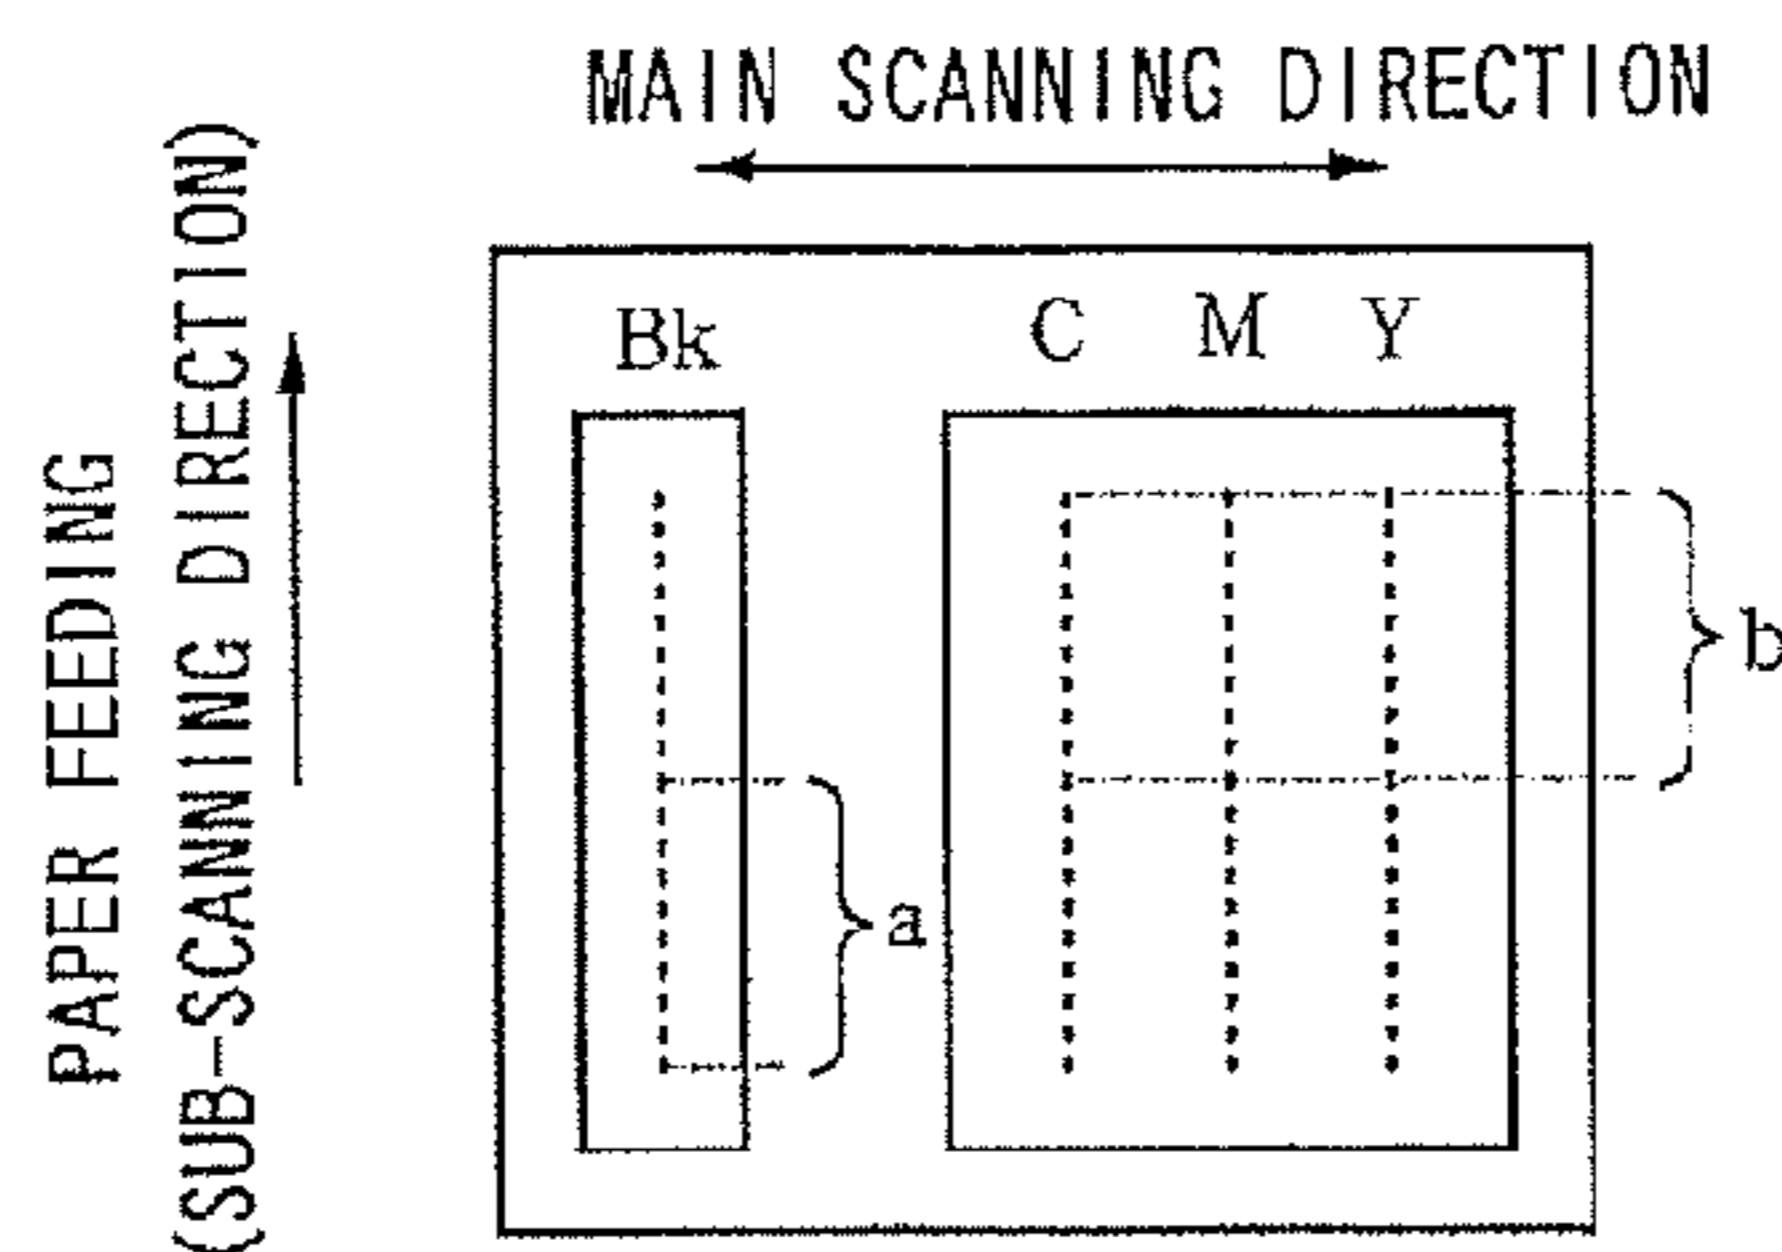 MAIN SCANNING DIRECTION
PAPER FEEDING
(SUB-SCANNING DIRECTION)
Bk C M Y
b
a